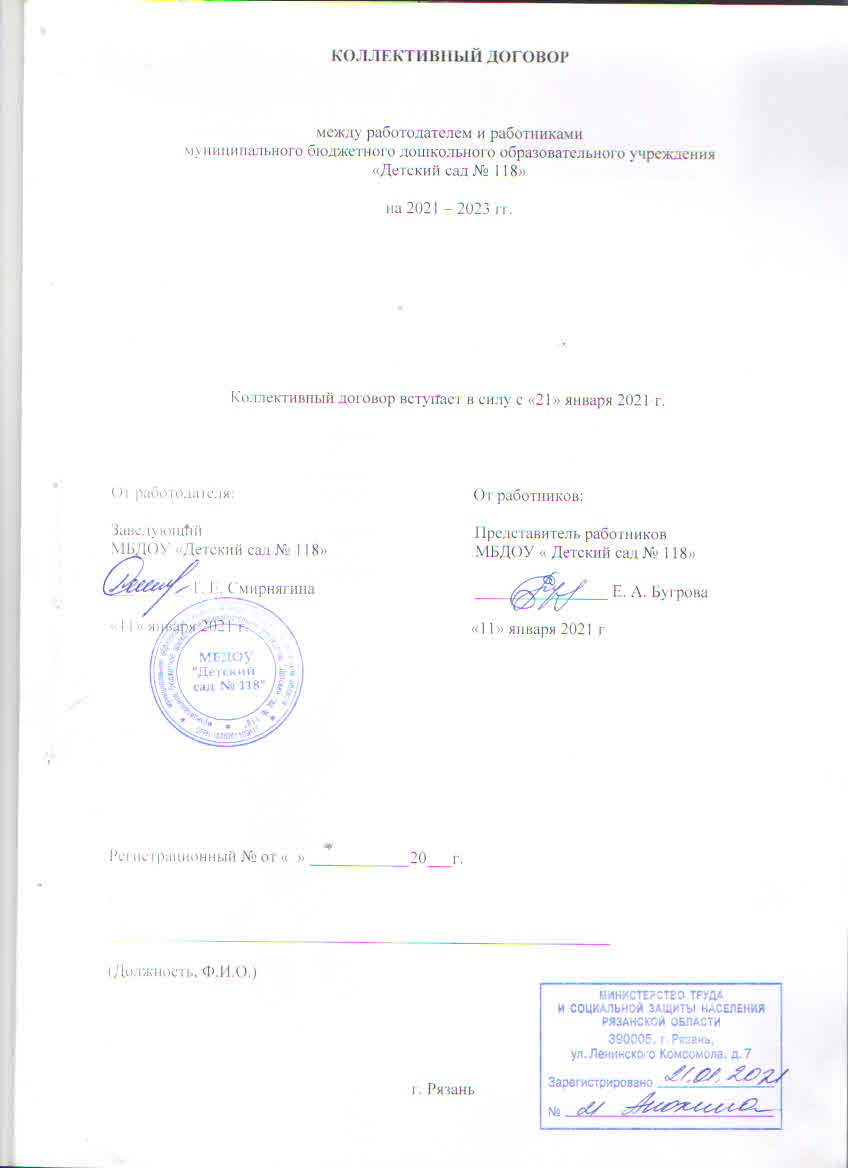 КОЛЛЕКТИВНЫЙ ДОГОВОР
между работодателем и работниками
муниципального бюджетного дошкольного образовательного учреждения
«Детский сад № 118»
на 2021 – 2023 гг.
Коллективный договор вступает в силу с «21» января 2021 г.
От работодателя:
Заведующий
МБДОУ «Детский сад № 118»
Е. Смирнягина
«11» января 2021 г.
От работников:
Представитель работников
МБДОУ « Детский сад № 118»
Е. А. Бугрова
«11» января 2021 г
МБДОУ
"Детский
сад № 118"
Регистрационный № от « » ____________20___г.
(Должность, Ф.И.О.)
МИНИСТЕРСТВО ТРУДА
И СОЦИАЛЬНОЙ ЗАЩИТЫ НАСЕЛЕНИЯ
РЯЗАНСКОЙ ОБЛАСТИ
390005, г. Рязань,
ул. Ленинского Комсомола, д. 7
Зарегистрировано 21.01.2021
№ 21 Анохина
г. Рязань